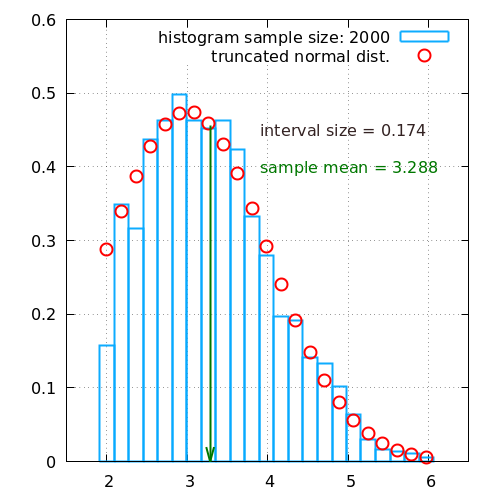 0.6
histogram sample size: 2000
truncated normal dist.
0.5
interval size = 0.174
0.4
sample mean = 3.288
0.3
0.2
0.1
0
2 3 4 5 6